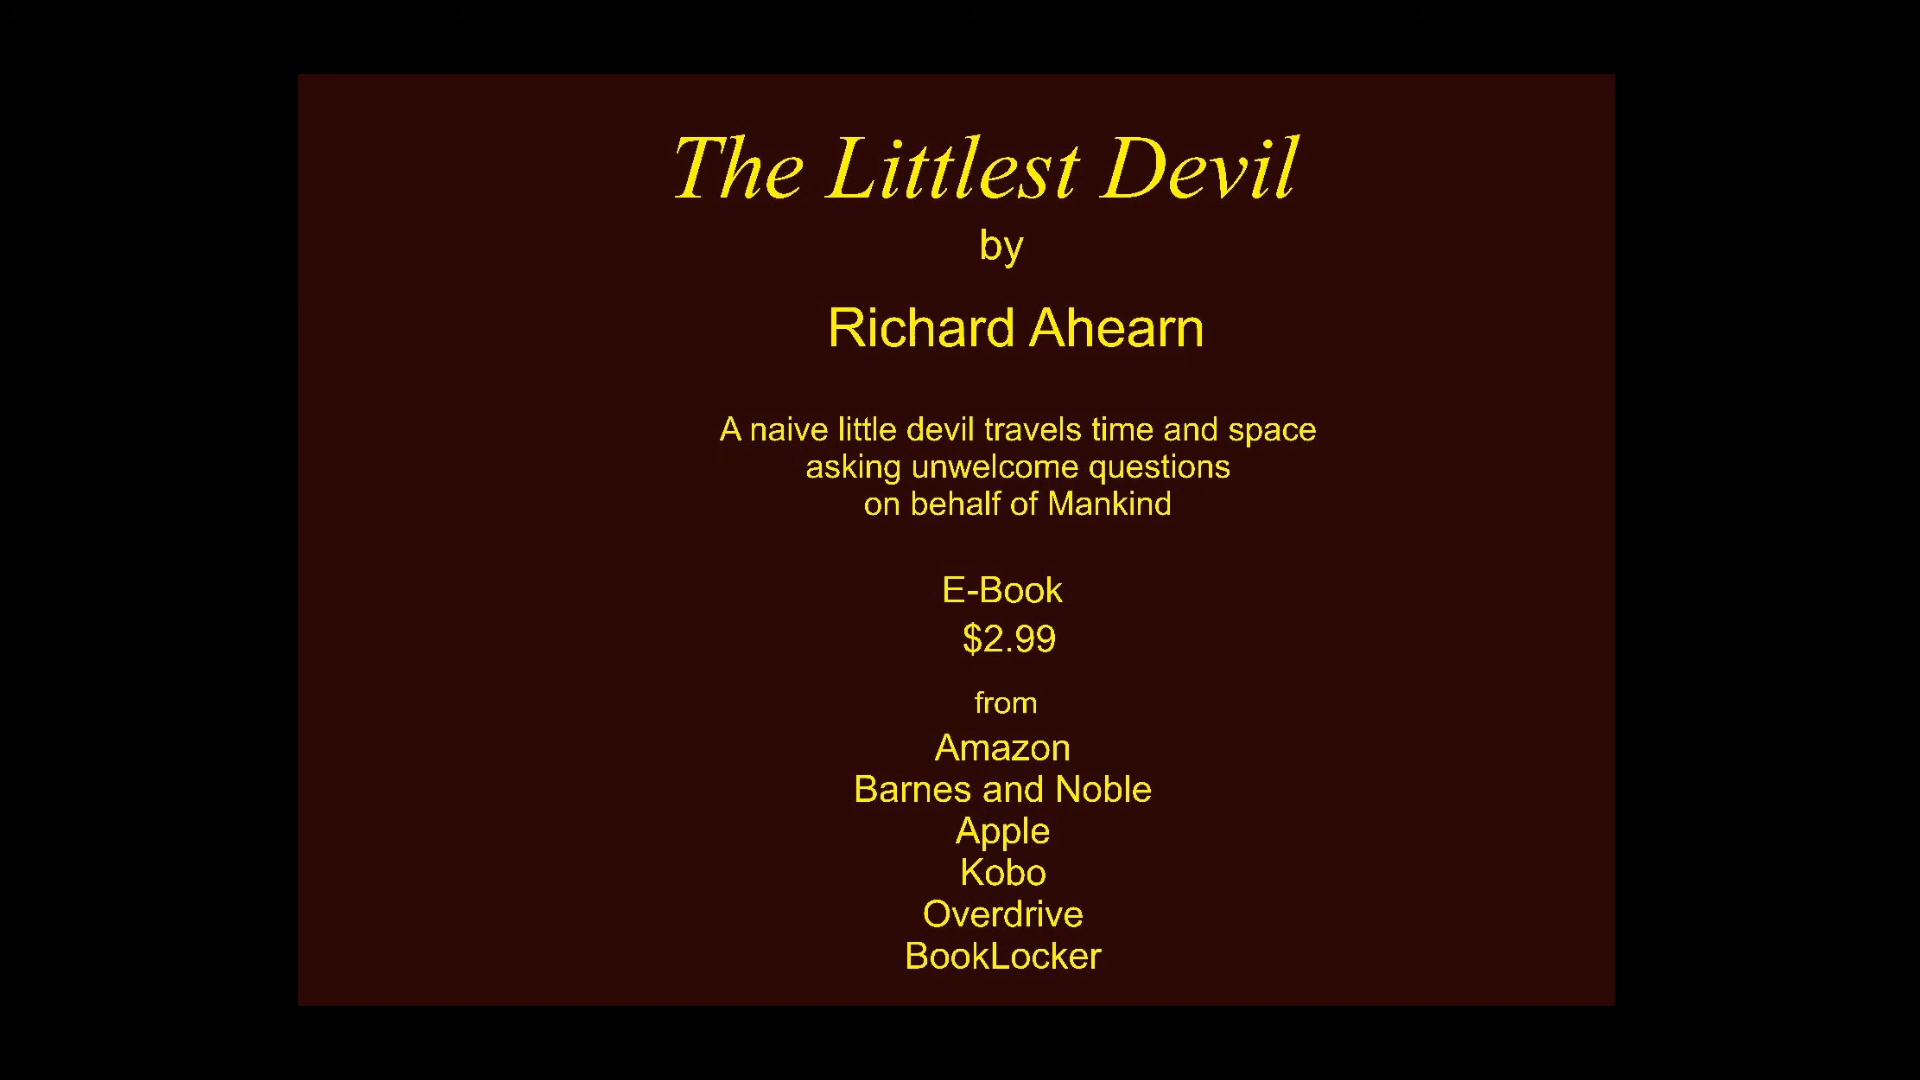 The Littlest Devil
by
Richard Ahearn
A naive little devil travels time and space
asking unwelcome questions
on behalf of Mankind
E-Book
$2.99
from
Amazon
Barnes and Noble
Apple
Kobo
Overdrive
BookLocker